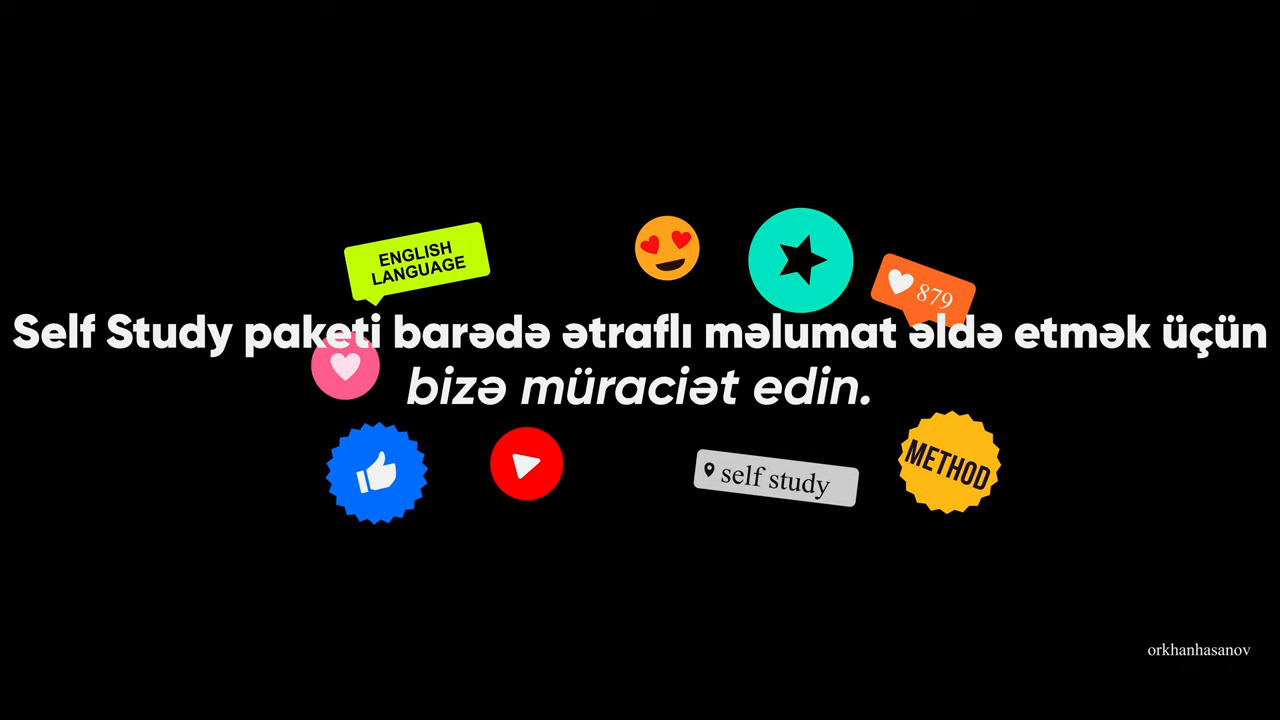 ENGLISH
LANGUAGE
879
Self Study paketi barədə ətraflı məlumat əldə etmək üçün
bizə müraciət edin.
self study
METHOD
orkhanhasanov